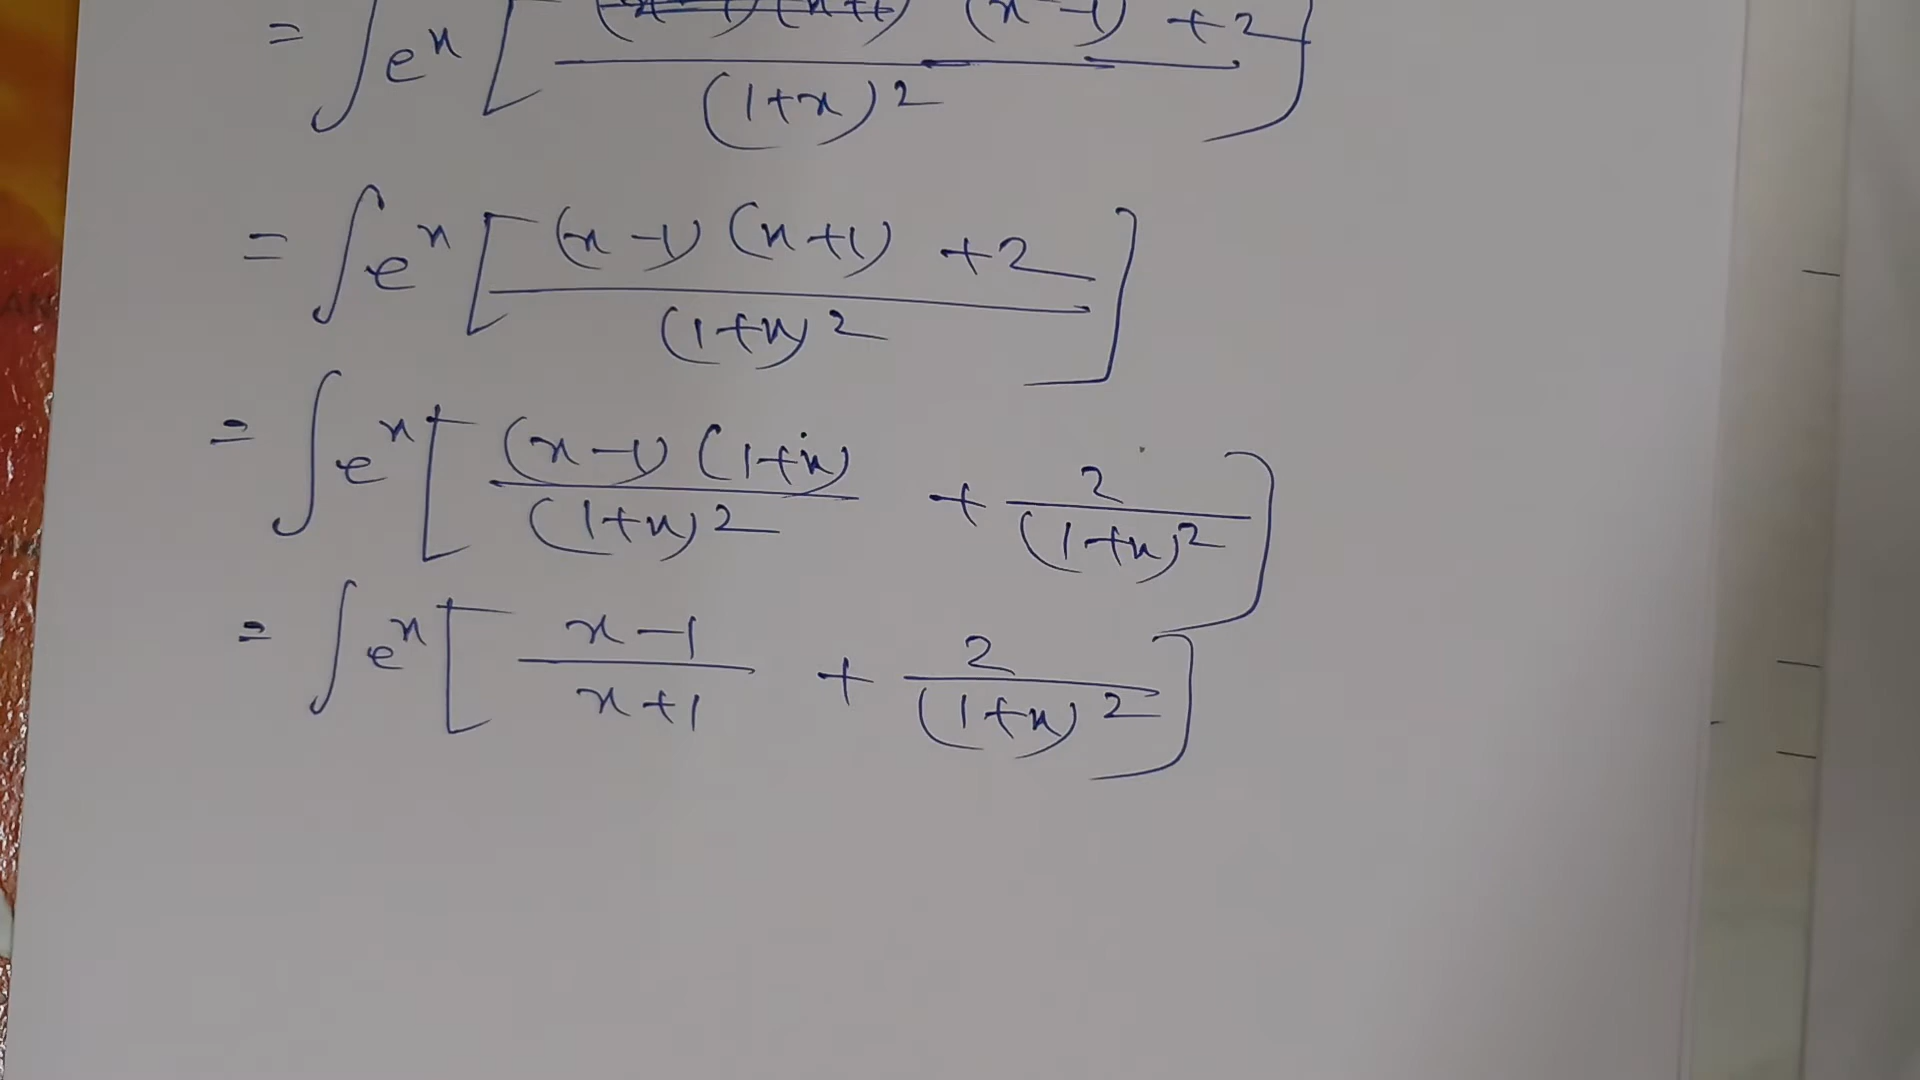 = ∫eˣ [ (x-1) +2 / (1+x)² ]
= ∫eˣ [ (x-1)(x+1) +2 / (1+x)² ]
= ∫eˣ [ (x-1)(1+x) / (1+x)² + 2 / (1+x)² ]
= ∫eˣ [ x-1 / x+1 + 2 / (1+x)² ]